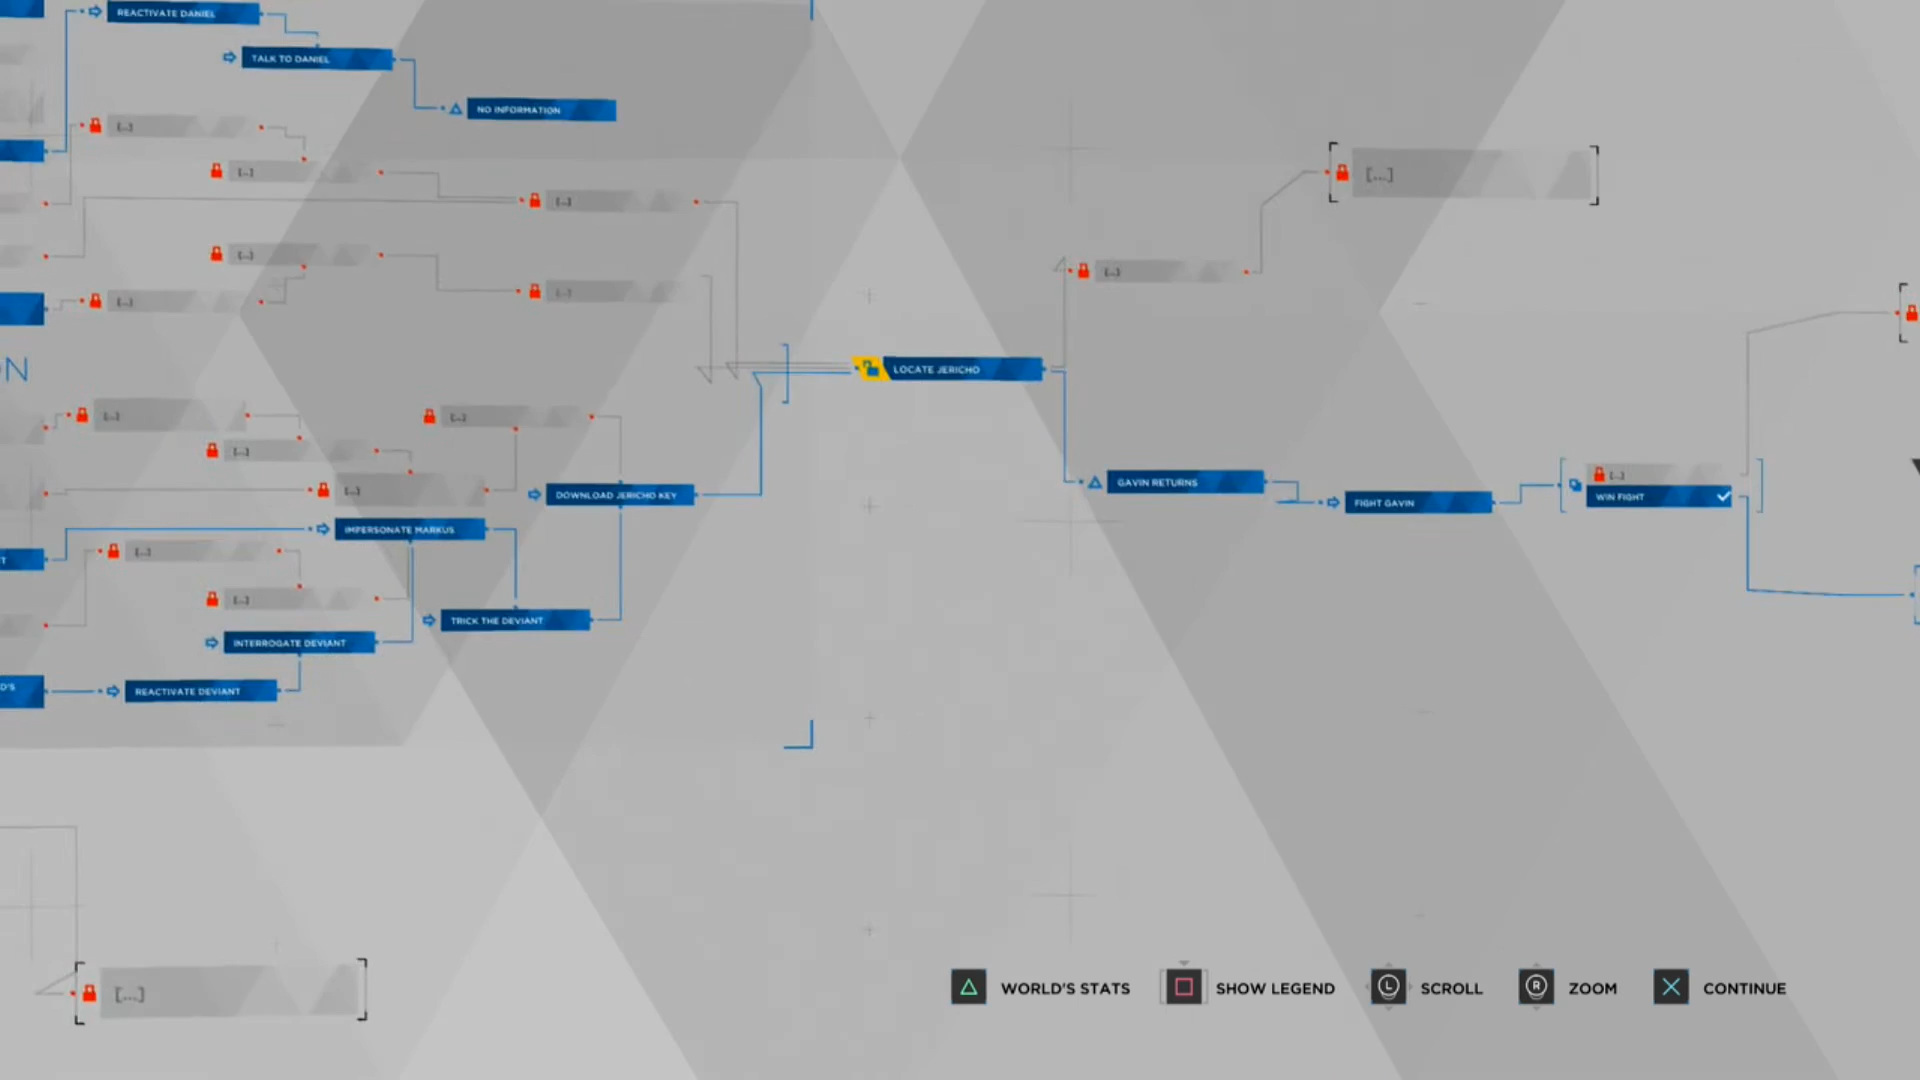 REACTIVATE DANIEL
TALK TO DANIEL
NO INFORMATION
[...]
[...]
[...]
[...]
[...]
[...]
[...]
[...]
ON
LOCATE JERICHO
[...]
[...]
[...]
GAVIN RETURNS
[...]
WIN FIGHT
FIGHT GAVIN
[...]
DOWNLOAD JERICHO KEY
IMPERSONATE MARKUS
[...]
T
[...]
TRICK THE DEVIANT
INTERROGATE DEVIANT
D'S
REACTIVATE DEVIANT
[...]
WORLD'S STATS
SHOW LEGEND
L
SCROLL
R
ZOOM
CONTINUE